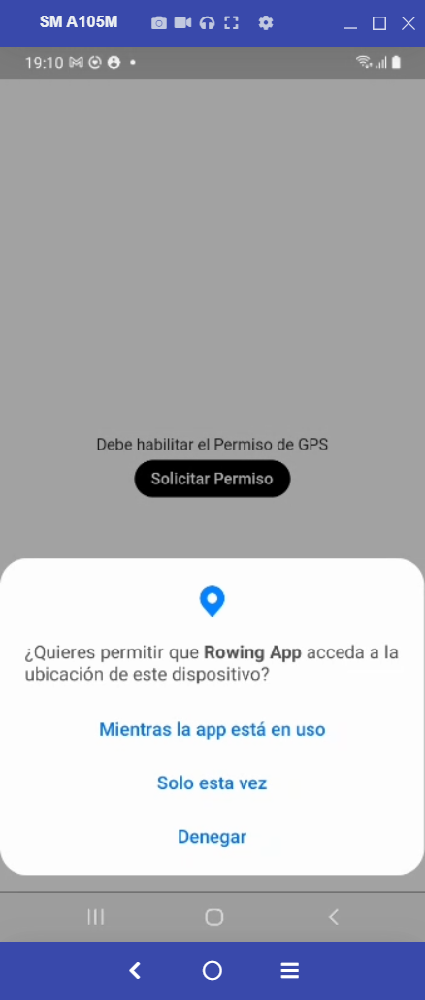 SM A105M
19:10
Debe habilitar el Permiso de GPS
Solicitar Permiso
¿Quieres permitir que Rowing App acceda a la
ubicación de este dispositivo?
Mientras la app está en uso
Solo esta vez
Denegar